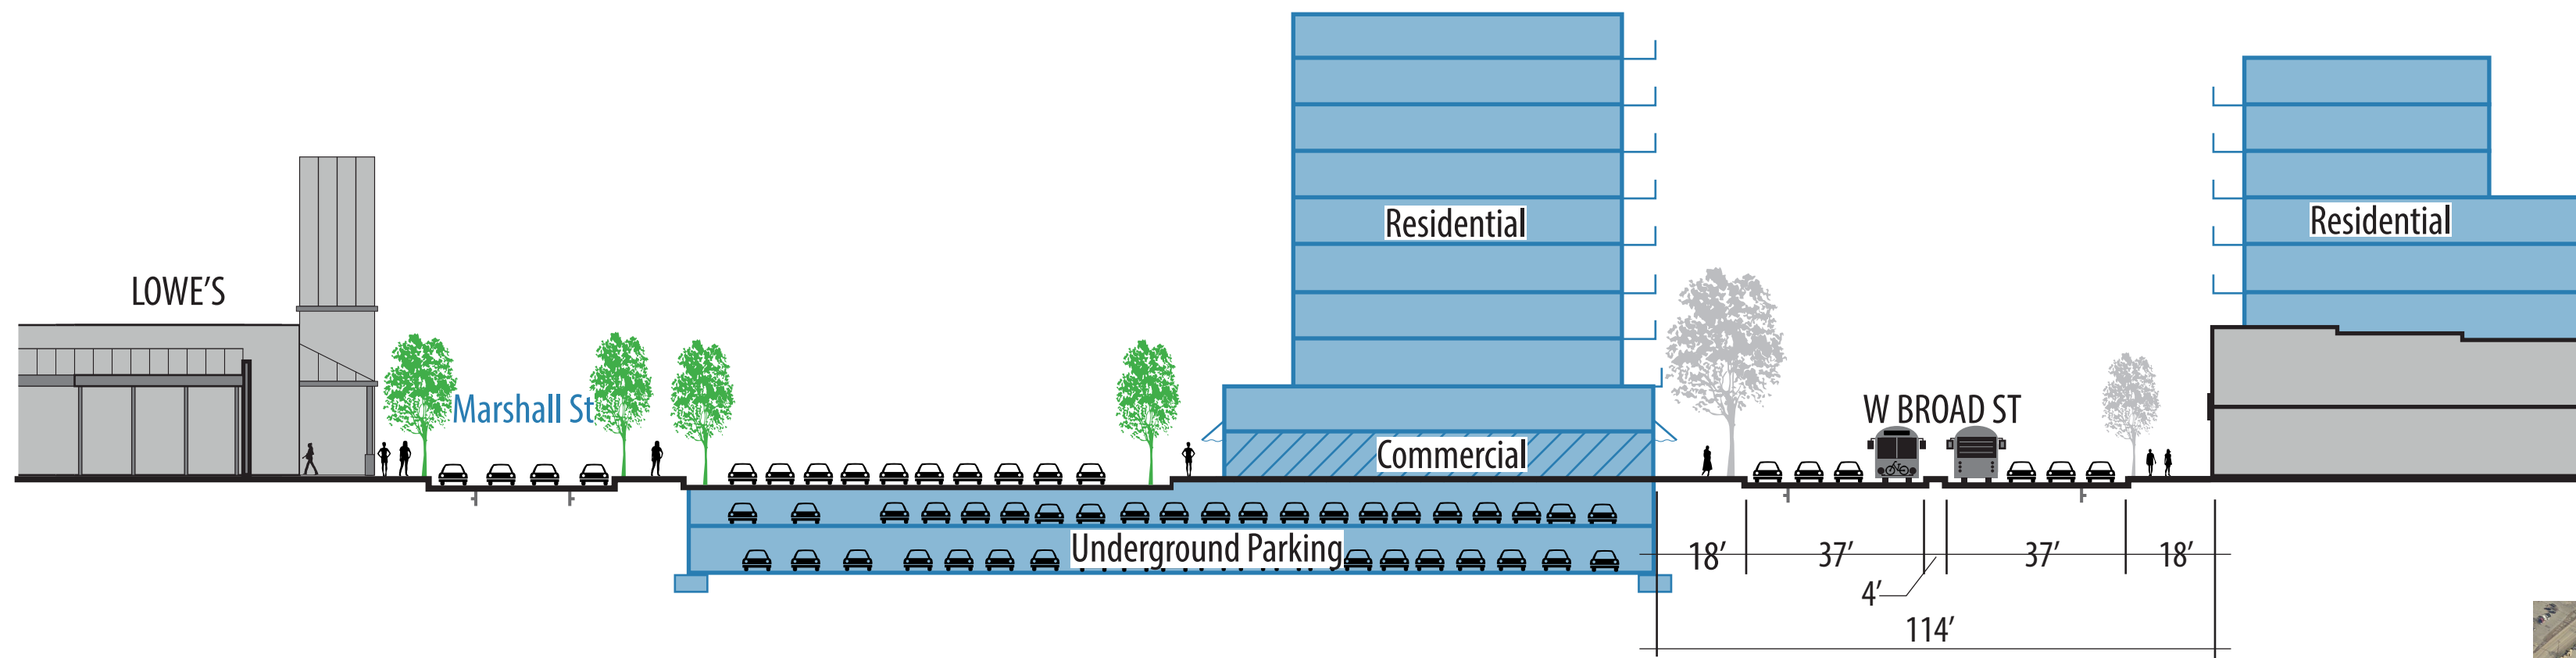 LOWE'S
Marshall St
Residential
Commercial
Underground Parking
W BROAD ST
Residential
18'
37'
4'
37'
18'
114'